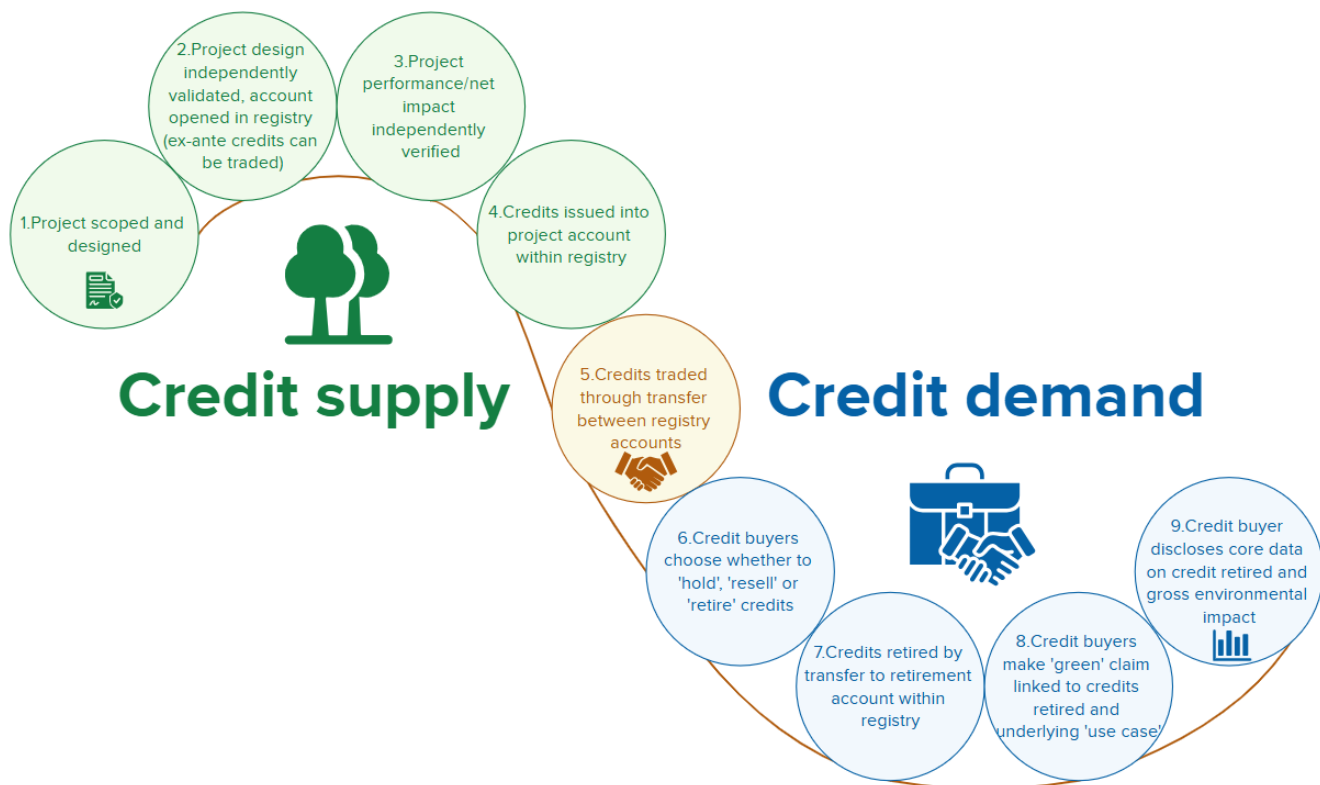 1.Project scoped and
designed
2.Project design
independently
validated, account
opened in registry
(ex-ante credits can
be traded)
3.Project
performance/net
impact
independently
verified
4.Credits issued into
project account
within registry
Credit supply
5.Credits traded
through transfer
between registry
accounts
Credit demand
6.Credit buyers
choose whether to
'hold', 'resell' or
'retire' credits
7.Credits retired by
transfer to retirement
account within
registry
8.Credit buyers
make 'green' claim
linked to credits
retired and
underlying 'use case'
9.Credit buyer
discloses core data
on credit retired and
gross environmental
impact